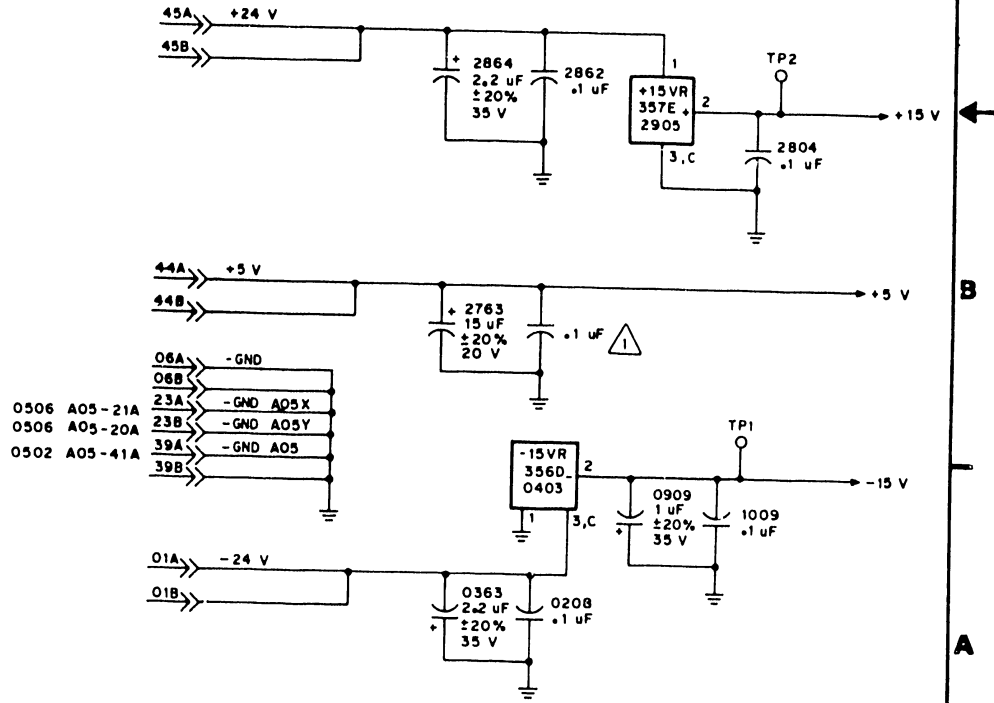 45A +24 V
45B
2864
2.2 uF
±20%
35 V
2862
.1 uF
1
+15VR
357E +
2905
2
3,C
TP2
+15 V
2804
.1 uF
44A +5 V
44B
2763
15 uF
±20%
20 V
.1 uF
1
+5 V
B
06A -GND
06B
0506 A05-21A 23A -GND A05X
0506 A05-20A 23B -GND A05Y
0502 A05-41A 39A -GND A05
39B
-15VR
356D -
0403
2
1
3,C
TP1
-15 V
0909
1 uF
±20%
35 V
1009
.1 uF
01A -24 V
01B
0363
2.2 uF
±20%
35 V
0208
.1 uF
A